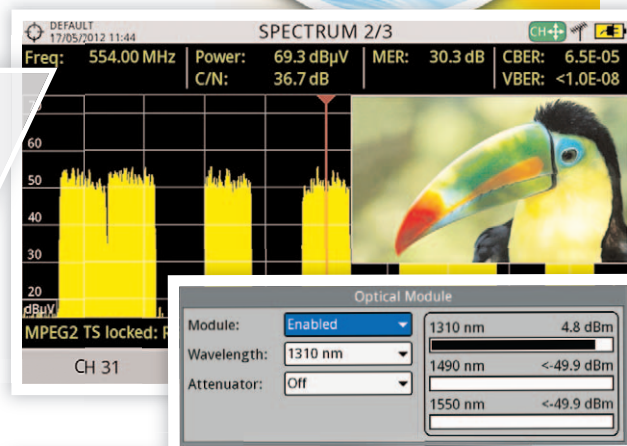 DEFAULT
17/05/2012 11:44
SPECTRUM 2/3
CH
Freq: 554.00 MHz
Power: 69.3 dBµV
MER: 30.3 dB
CBER: 6.5E-05
C/N: 36.7 dB
VBER: <1.0E-08
60
50
40
30
20
dBµV
MPEG2 TS locked:
CH 31
Optical Module
Module: Enabled
Wavelength: 1310 nm
Attenuator: Off
1310 nm 4.8 dBm
1490 nm <-49.9 dBm
1550 nm <-49.9 dBm